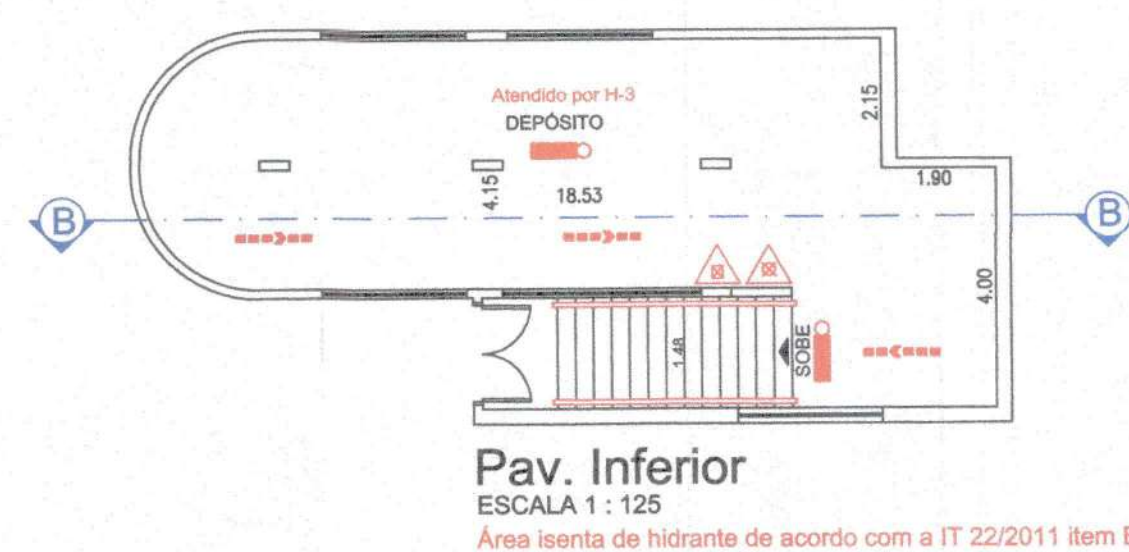 Atendido por H-3
DEPÓSITO
2.15
1.90
4.15
18.53
B
B
4.00
1.48
SOBE
Pav. Inferior
ESCALA 1 : 125
Área isenta de hidrante de acordo com a IT 22/2011 item